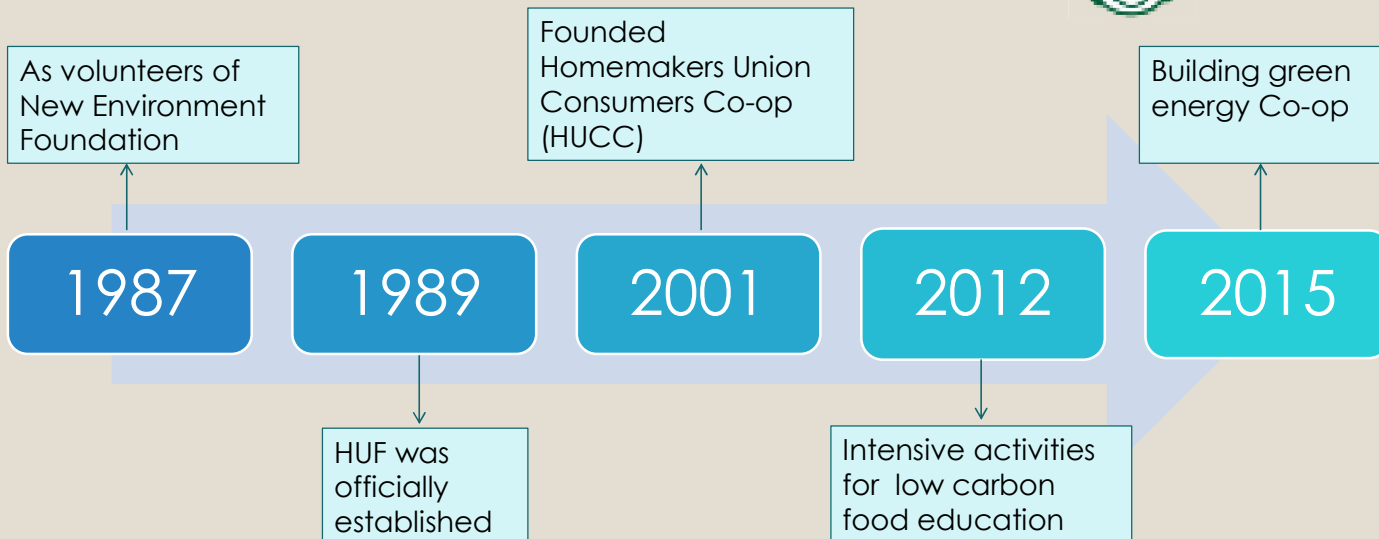 As volunteers of
New Environment
Foundation
Founded
Homemakers Union
Consumers Co-op
(HUCC)
Building green
energy Co-op
1987
1989
2001
2012
2015
HUF was
officially
established
Intensive activities
for  low carbon
food education